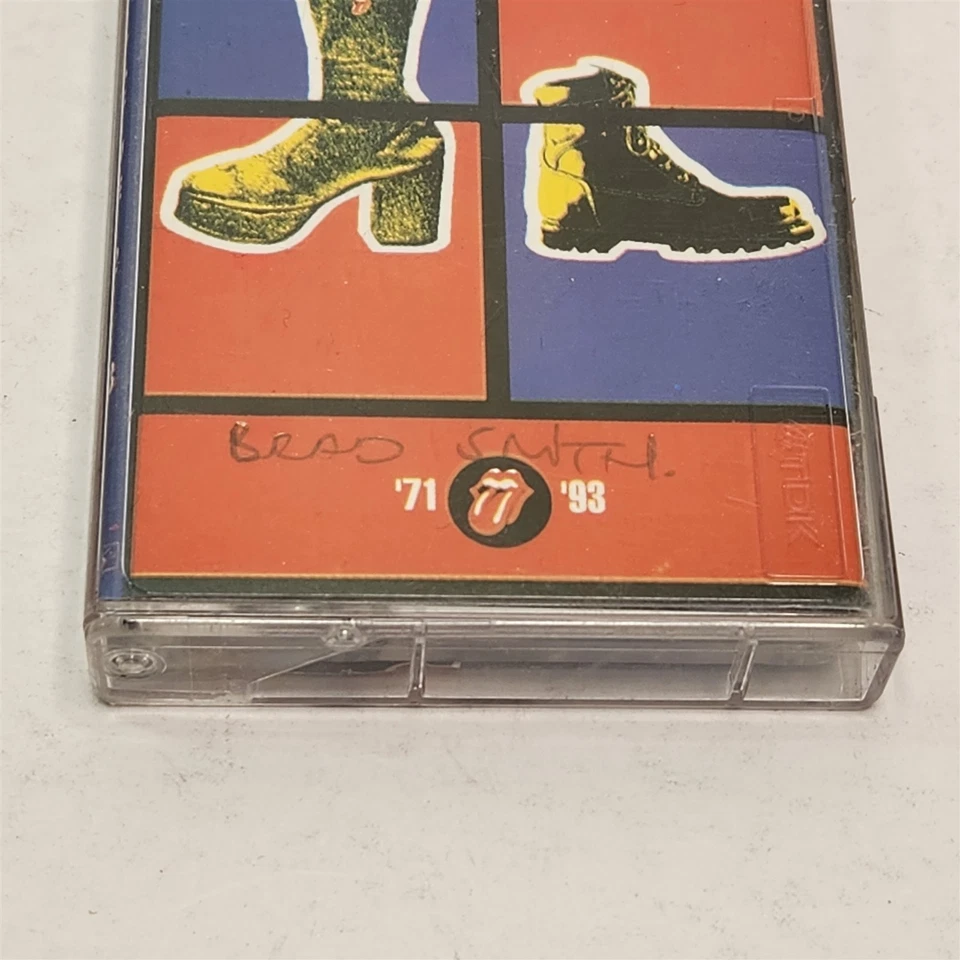 BRAD SMITH.
'71 '93
TDK